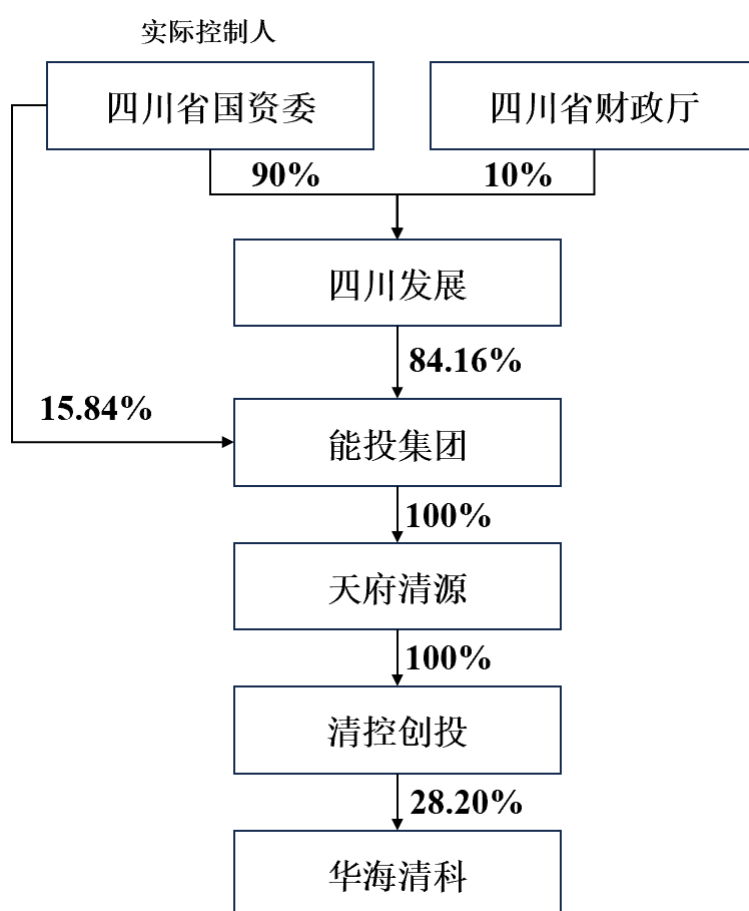 实际控制人
四川省国资委
四川省财政厅
90%
10%
四川发展
84.16%
15.84%
能投集团
100%
天府清源
100%
清控创投
28.20%
华海清科